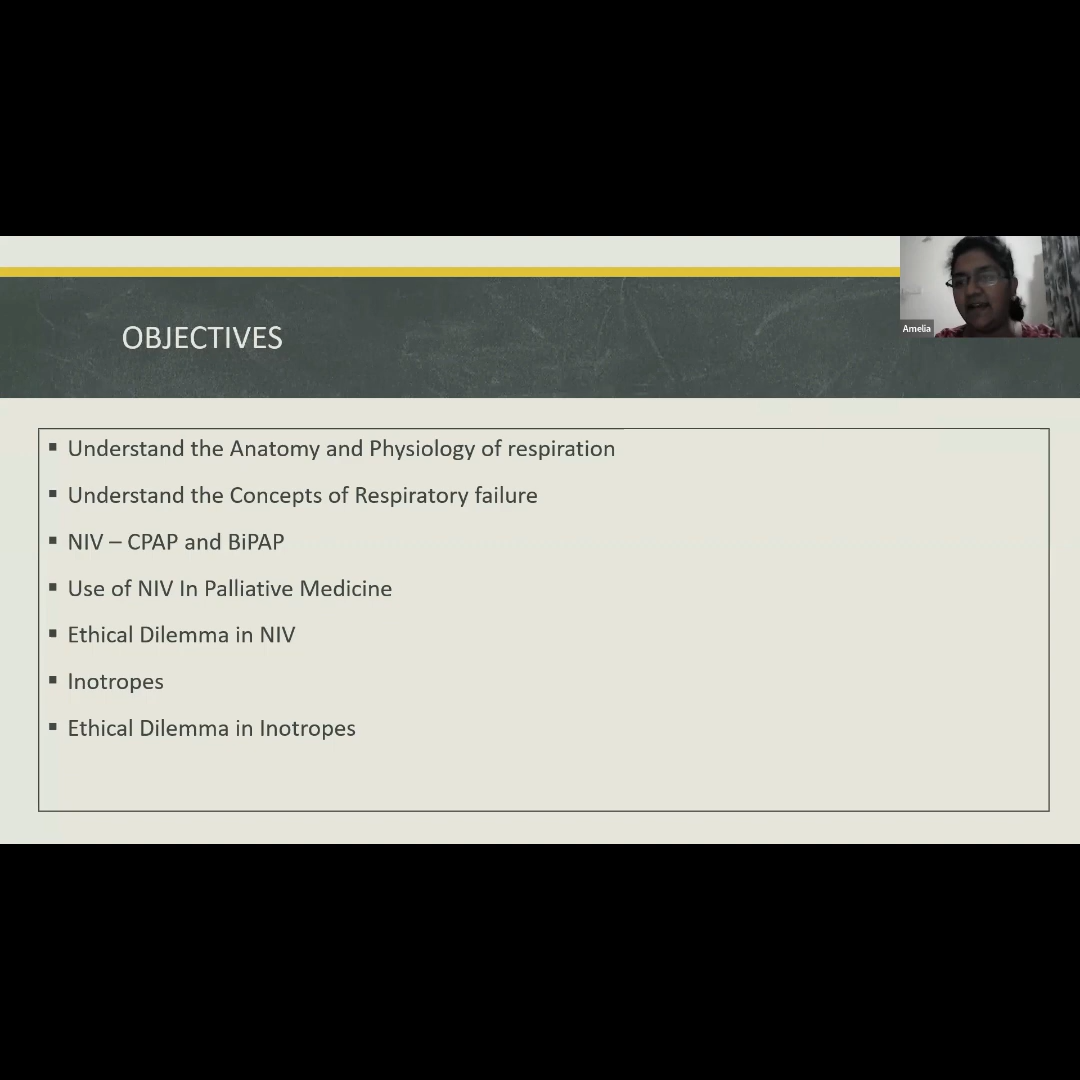 OBJECTIVES
Amelia
▪ Understand the Anatomy and Physiology of respiration
▪ Understand the Concepts of Respiratory failure
▪ NIV – CPAP and BiPAP
▪ Use of NIV In Palliative Medicine
▪ Ethical Dilemma in NIV
▪ Inotropes
▪ Ethical Dilemma in Inotropes